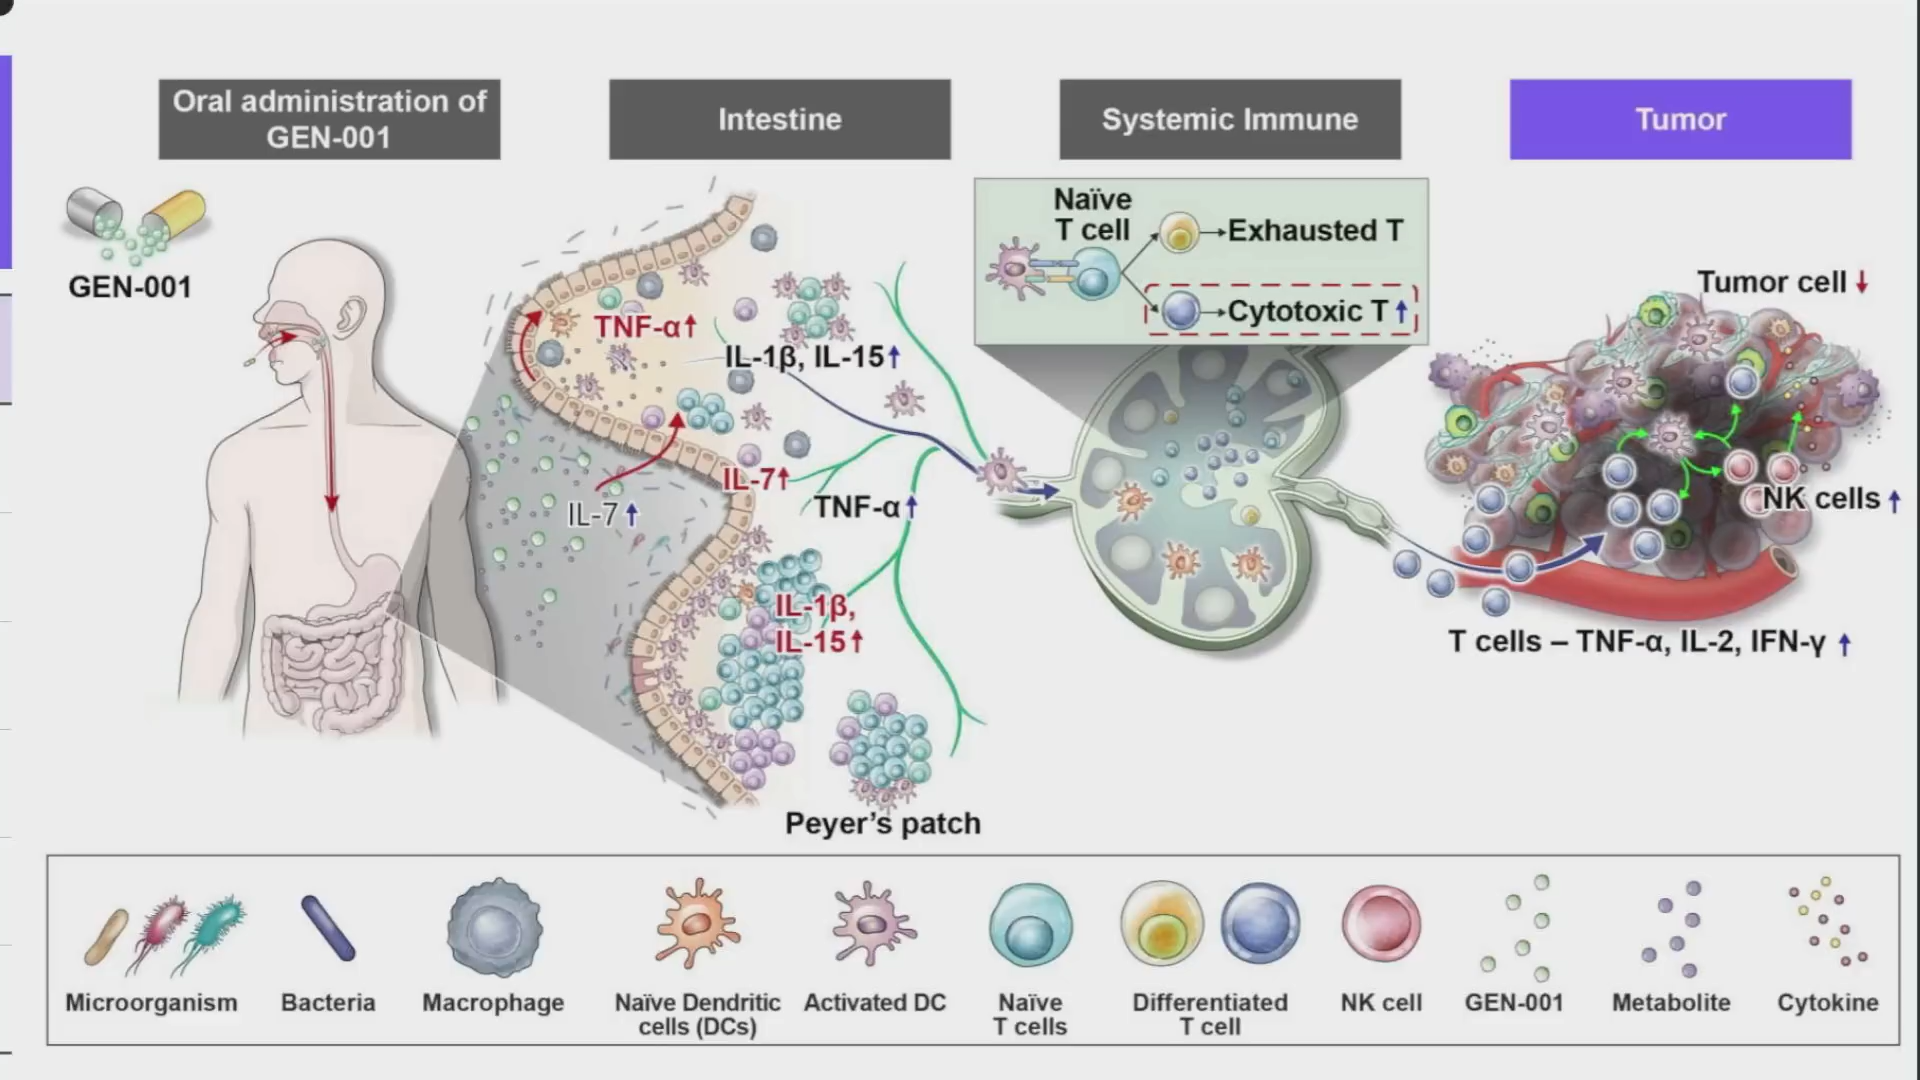 Oral administration of
GEN-001
Intestine
Systemic Immune
Tumor
GEN-001
TNF-α↑
IL-1β, IL-15↑
IL-7↑
IL-7↑
TNF-α↑
IL-1β,
IL-15↑
Peyer's patch
Naïve
T cell
Exhausted T
Cytotoxic T↑
Tumor cell↓
NK cells↑
T cells – TNF-α, IL-2, IFN-γ ↑
Microorganism
Bacteria
Macrophage
Naïve Dendritic
cells (DCs)
Activated DC
Naïve
T cells
Differentiated
T cell
NK cell
GEN-001
Metabolite
Cytokine